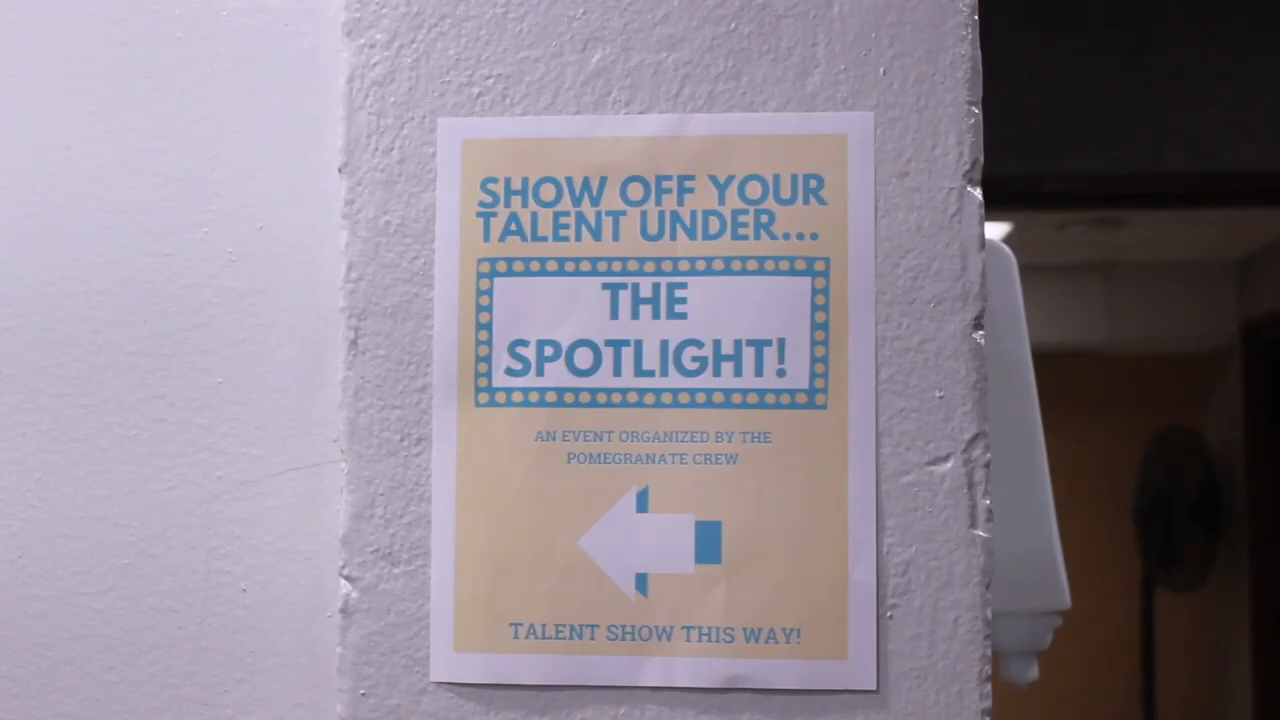 SHOW OFF YOUR
TALENT UNDER...
THE
SPOTLIGHT!
AN EVENT ORGANIZED BY THE
POMEGRANATE CREW
TALENT SHOW THIS WAY!